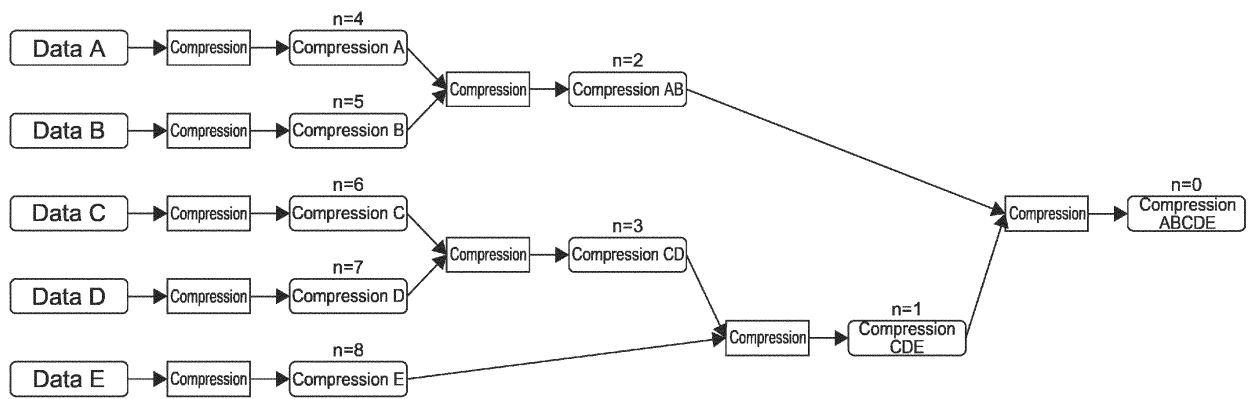 n=4
Data A
Compression
Compression A
n=2
Compression
Compression AB
n=5
Data B
Compression
Compression B
n=6
Data C
Compression
Compression C
n=0
Compression
Compression
ABCDE
n=3
Compression
Compression CD
n=7
Data D
Compression
Compression D
n=1
Compression
Compression
CDE
n=8
Data E
Compression
Compression E